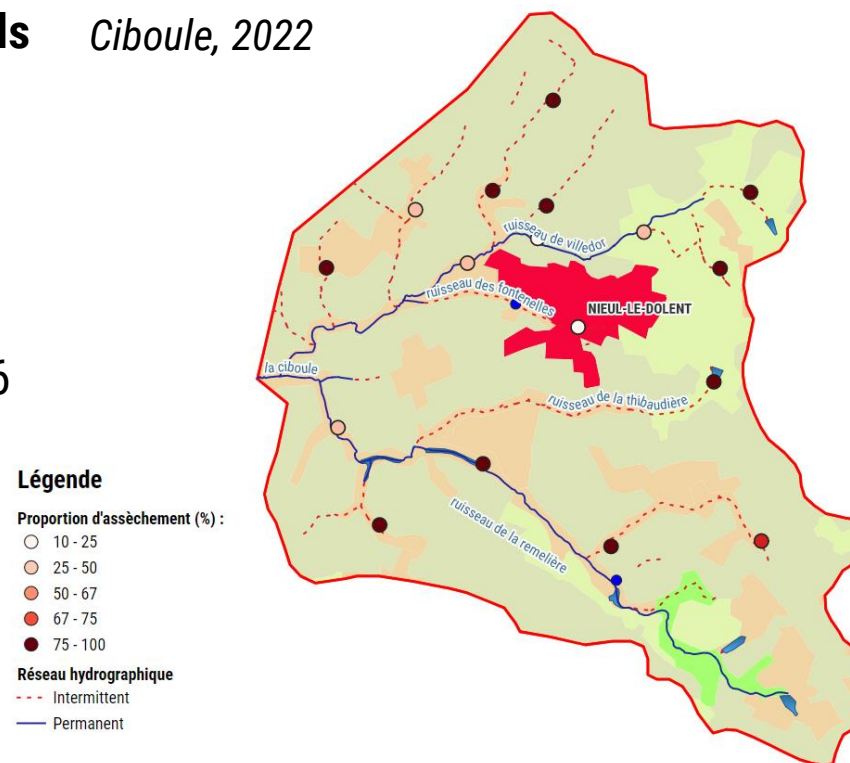 Ciboule, 2022
ruisseau de villedor
ruisseau des fontenelles
NIEUL-LE-DOLENT
la ciboule
ruisseau de la thibaudière
ruisseau de la remelière
Légende
Proportion d'assèchement (%) :
10 - 25
25 - 50
50 - 67
67 - 75
75 - 100
Réseau hydrographique
Intermittent
Permanent